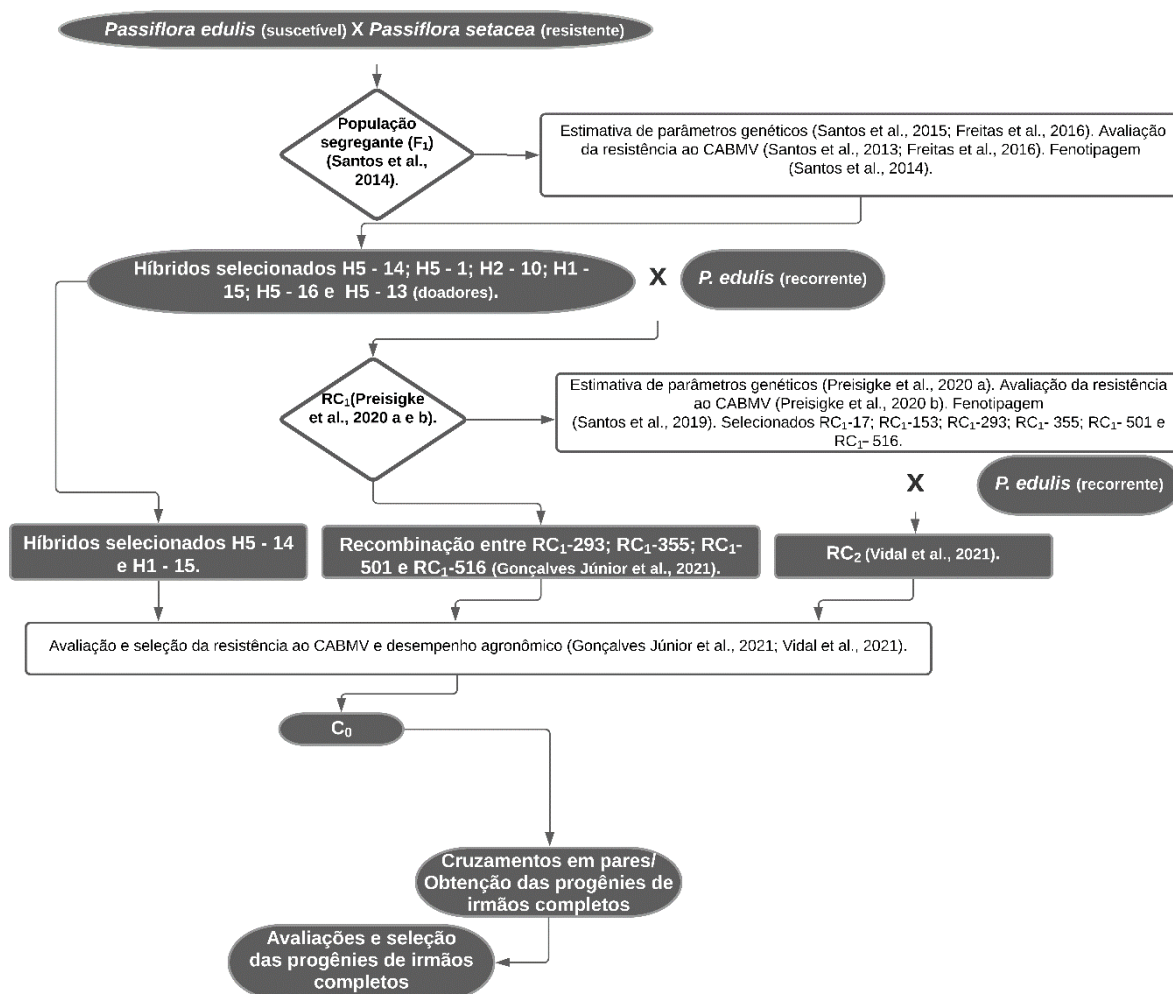 Passiflora edulis (suscetível) X Passiflora setacea (resistente)
População
segregante (F₁)
(Santos et al.,
2014).
Estimativa de parâmetros genéticos (Santos et al., 2015; Freitas et al., 2016). Avaliação
da resistência ao CABMV (Santos et al., 2013; Freitas et al., 2016). Fenotipagem
(Santos et al., 2014).
Híbridos selecionados H5 - 14; H5 - 1; H2 - 10; H1 -
15; H5 - 16 e H5 - 13 (doadores).
X
P. edulis (recorrente)
RC₁(Preisigke
et al., 2020 a e b).
Estimativa de parâmetros genéticos (Preisigke et al., 2020 a). Avaliação da resistência
ao CABMV (Preisigke et al., 2020 b). Fenotipagem
(Santos et al., 2019). Selecionados RC₁-17; RC₁-153; RC₁-293; RC₁- 355; RC₁- 501 e
RC₁- 516.
X
P. edulis (recorrente)
Híbridos selecionados H5 - 14
e H1 - 15.
Recombinação entre RC₁-293; RC₁-355; RC₁-
501 e RC₁-516 (Gonçalves Júnior et al., 2021).
RC₂ (Vidal et al., 2021).
Avaliação e seleção da resistência ao CABMV e desempenho agronômico (Gonçalves Júnior et al., 2021; Vidal et al., 2021).
C₀
Cruzamentos em pares/
Obtenção das progênies de
irmãos completos
Avaliações e seleção
das progênies de irmãos
completos